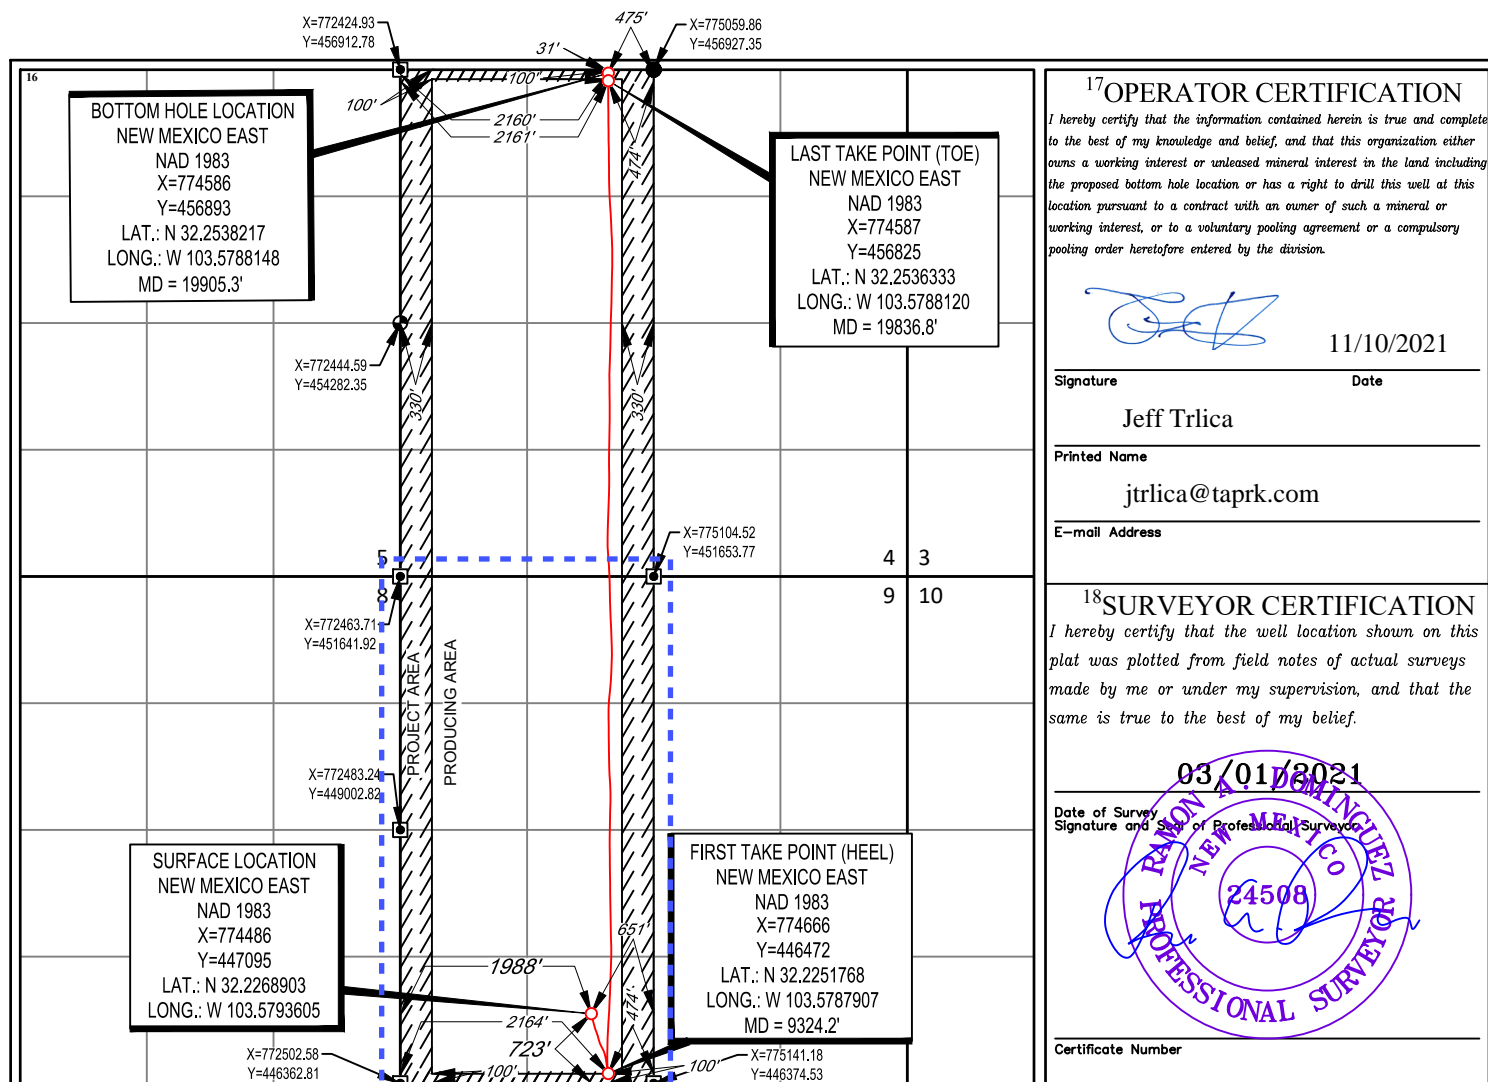 X=772424.93
Y=456912.78
475'
X=775059.86
Y=456927.35
31'
16
100'
100'
2160'
2161'
474'
BOTTOM HOLE LOCATION
NEW MEXICO EAST
NAD 1983
X=774586
Y=456893
LAT.: N 32.2538217
LONG.: W 103.5788148
MD = 19905.3'
LAST TAKE POINT (TOE)
NEW MEXICO EAST
NAD 1983
X=774587
Y=456825
LAT.: N 32.2536333
LONG.: W 103.5788120
MD = 19836.8'
X=772444.59
Y=454282.35
330'
330'
X=775104.52
Y=451653.77
5
4
3
8
9
10
X=772463.71
Y=451641.92
PROJECT AREA
PRODUCING AREA
X=772483.24
Y=449002.82
SURFACE LOCATION
NEW MEXICO EAST
NAD 1983
X=774486
Y=447095
LAT.: N 32.2268903
LONG.: W 103.5793605
FIRST TAKE POINT (HEEL)
NEW MEXICO EAST
NAD 1983
X=774666
Y=446472
LAT.: N 32.2251768
LONG.: W 103.5787907
MD = 9324.2'
651'
1988'
474'
2164'
723'
100'
100'
X=772502.58
Y=446362.81
X=775141.18
Y=446374.53
17OPERATOR CERTIFICATION
I hereby certify that the information contained herein is true and complete
to the best of my knowledge and belief, and that this organization either
owns a working interest or unleased mineral interest in the land including
the proposed bottom hole location or has a right to drill this well at this
location pursuant to a contract with an owner of such a mineral or
working interest, or to a voluntary pooling agreement or a compulsory
pooling order heretofore entered by the division.
11/10/2021
Signature Date
Jeff Trlica
Printed Name
jtrlica@taprk.com
E-mail Address
18SURVEYOR CERTIFICATION
I hereby certify that the well location shown on this
plat was plotted from field notes of actual surveys
made by me or under my supervision, and that the
same is true to the best of my belief.
03/01/2021
Date of Survey
Signature and Seal of Professional Surveyor
RAMON A. DOMINGUEZ
NEW MEXICO
24508
PROFESSIONAL SURVEYOR
Certificate Number